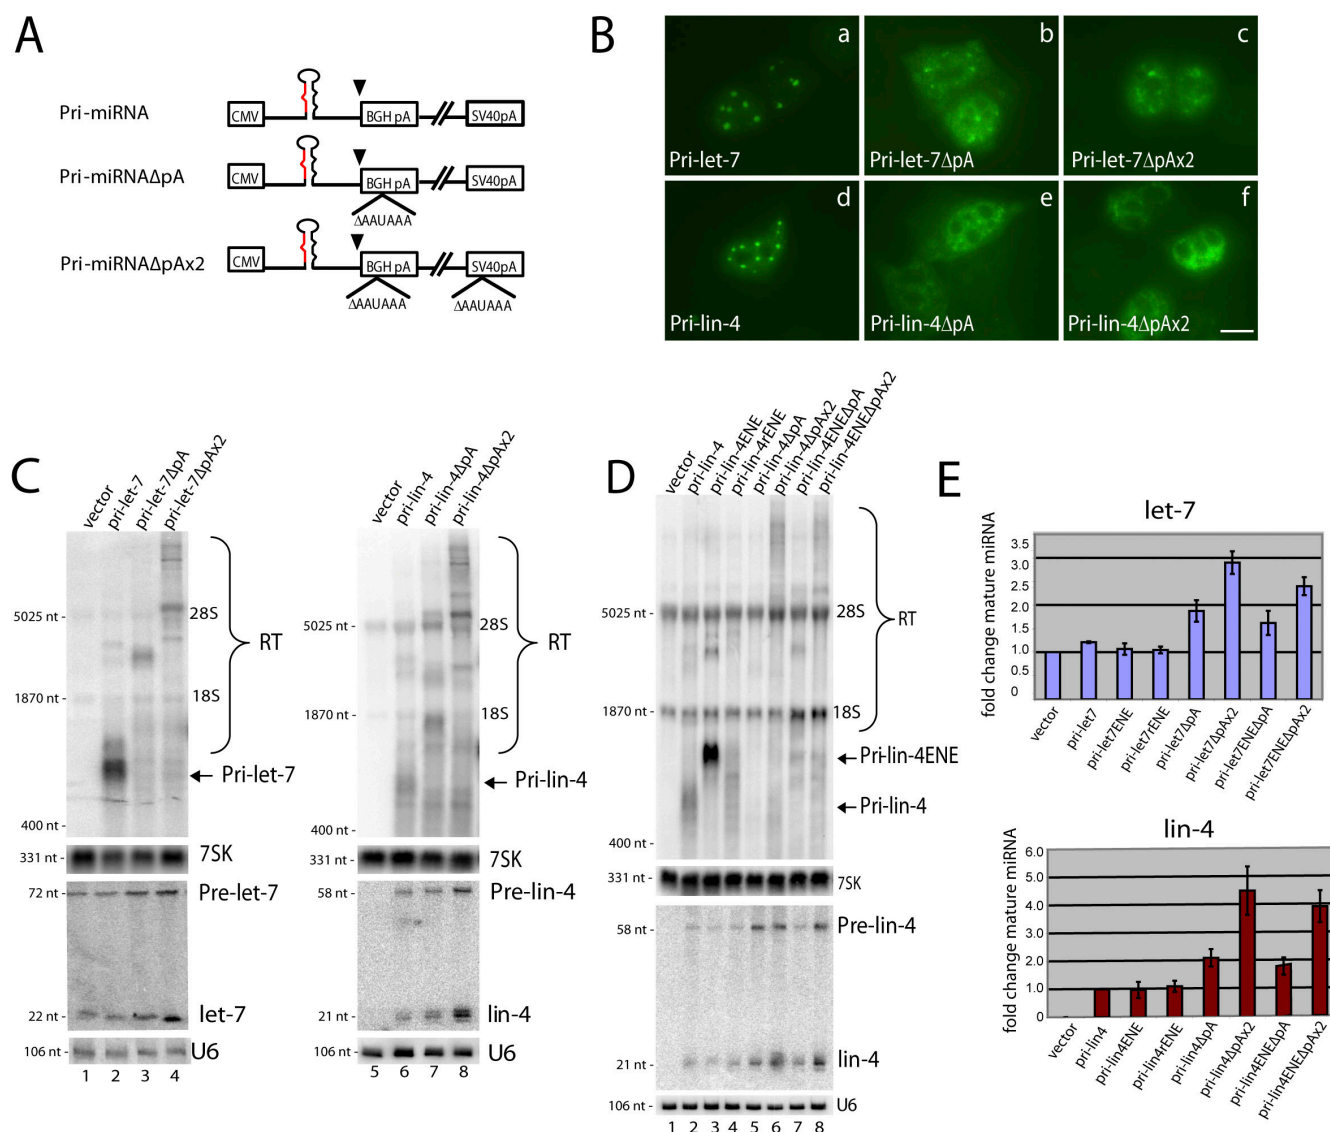 A
Pri-miRNA
CMV
BGH pA
SV40pA
Pri-miRNAΔpA
CMV
BGH pA
SV40pA
ΔAAUAAA
Pri-miRNAΔpAx2
CMV
BGH pA
SV40pA
ΔAAUAAA
ΔAAUAAA
B
a
Pri-let-7
b
Pri-let-7ΔpA
c
Pri-let-7ΔpAx2
d
Pri-lin-4
e
Pri-lin-4ΔpA
f
Pri-lin-4ΔpAx2
C
vector
pri-let-7
pri-let-7ΔpA
pri-let-7ΔpAx2
5025 nt -
28S
RT
1870 nt -
18S
Pri-let-7
400 nt -
331 nt -
7SK
72 nt -
Pre-let-7
22 nt -
let-7
106 nt -
U6
1 2 3 4
vector
pri-lin-4
pri-lin-4ΔpA
pri-lin-4ΔpAx2
5025 nt -
28S
RT
1870 nt -
18S
Pri-lin-4
400 nt -
331 nt -
7SK
58 nt -
Pre-lin-4
21 nt -
lin-4
106 nt -
U6
5 6 7 8
D
vector
pri-lin-4
pri-lin-4ENE
pri-lin-4rENE
pri-lin-4ΔpA
pri-lin-4ΔpAx2
pri-lin-4ENEΔpA
pri-lin-4ENEΔpAx2
5025 nt -
28S
RT
1870 nt -
18S
Pri-lin-4ENE
Pri-lin-4
400 nt -
331 nt -
7SK
58 nt -
Pre-lin-4
21 nt -
lin-4
106 nt -
U6
1 2 3 4 5 6 7 8
E
let-7
fold change mature miRNA
3.5
3.0
2.0
1.0
0.5
0
vector
pri-let7
pri-let7ENE
pri-let7rENE
pri-let7ΔpA
pri-let7ΔpAx2
pri-let7ENEΔpA
pri-let7ENEΔpAx2
lin-4
fold change mature miRNA
6.0
5.0
4.0
3.0
2.0
1.0
0
vector
pri-lin4
pri-lin4ENE
pri-lin4rENE
pri-lin4ΔpA
pri-lin4ΔpAx2
pri-lin4ENEΔpA
pri-lin4ENEΔpAx2